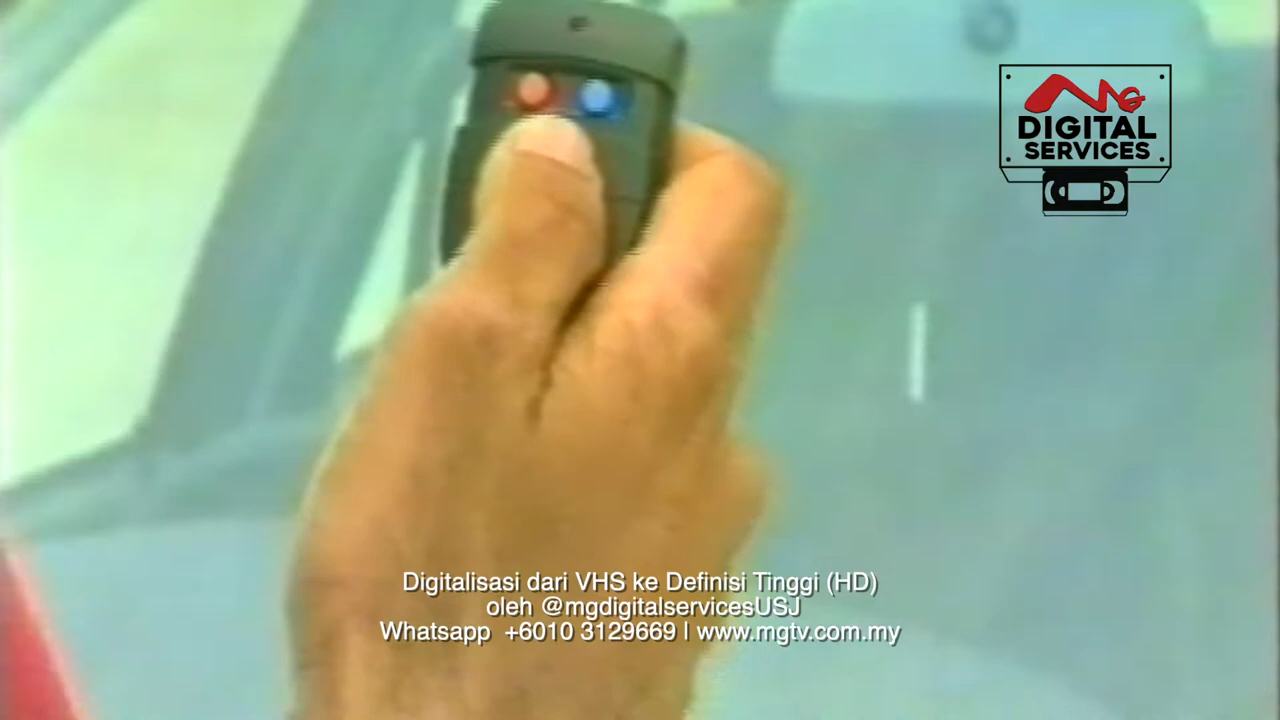 MG
DIGITAL
SERVICES
Digitalisasi dari VHS ke Definisi Tinggi (HD)
oleh @mgdigitalservicesUSJ
Whatsapp +6010 3129669 | www.mgtv.com.my